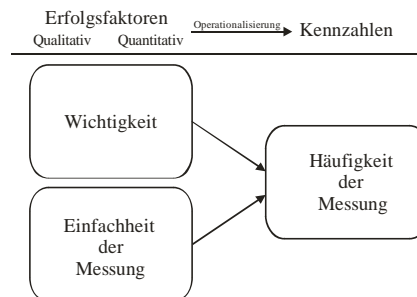 Erfolgsfaktoren
Qualitativ Quantitativ
Operationalisierung
Kennzahlen
Wichtigkeit
Einfachheit
der
Messung
Häufigkeit
der
Messung